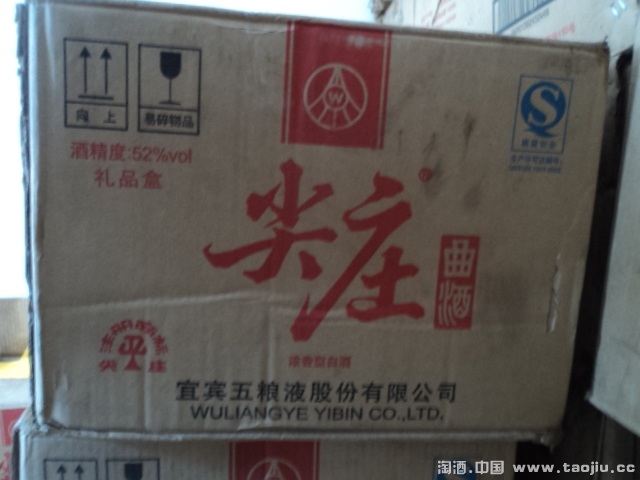 向上
易碎物品
酒精度:52%vol
礼品盒
W
尖庄
®
曲酒
浓香型白酒
尖
庄
宜宾五粮液股份有限公司
WULIANGYE YIBIN CO.,LTD.
淘酒.中国 www.taojiu.cc